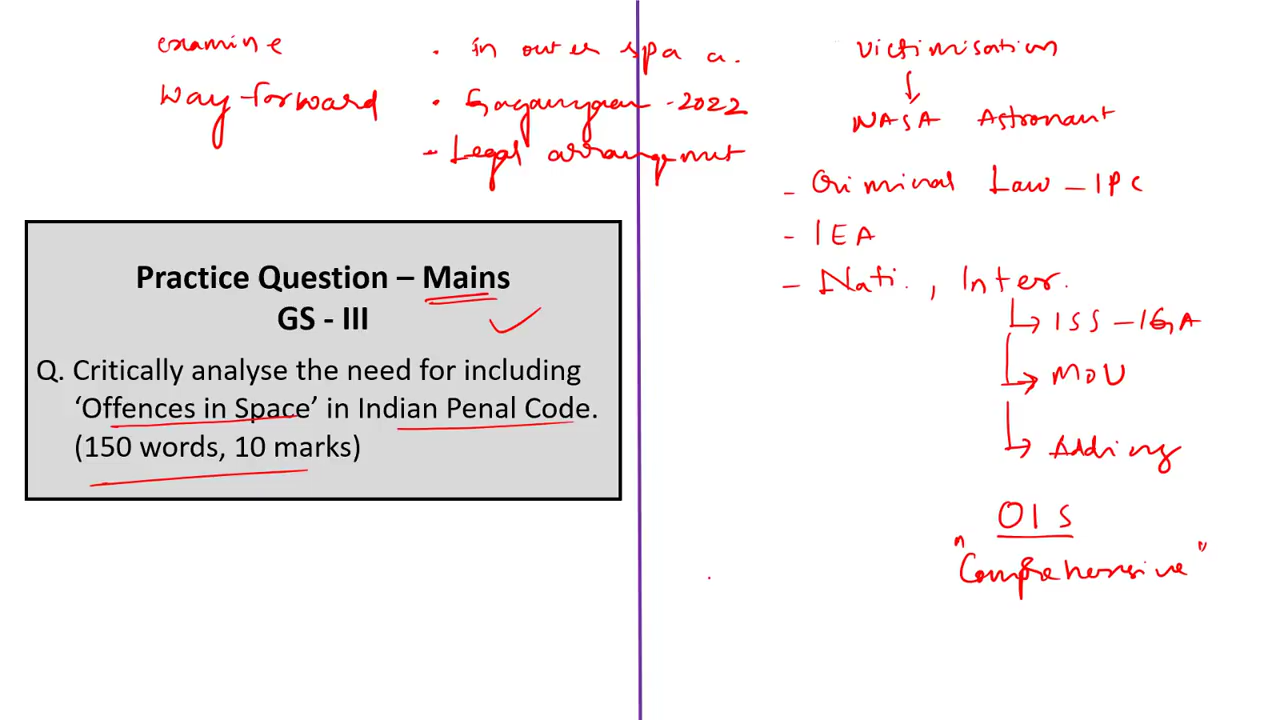 examine
way-forward
. in outer spa a.
. Gaganyaan -2022
- Legal arrangement
Practice Question – Mains
GS - III
Q. Critically analyse the need for including
‘Offences in Space’ in Indian Penal Code.
(150 words, 10 marks)
victimisation
NASA Astronaut
- Criminal Law - IPC
- IEA
- Nati. , Inter.
ISS - IGA
MOU
Adding
OIS
"Comprehensive"